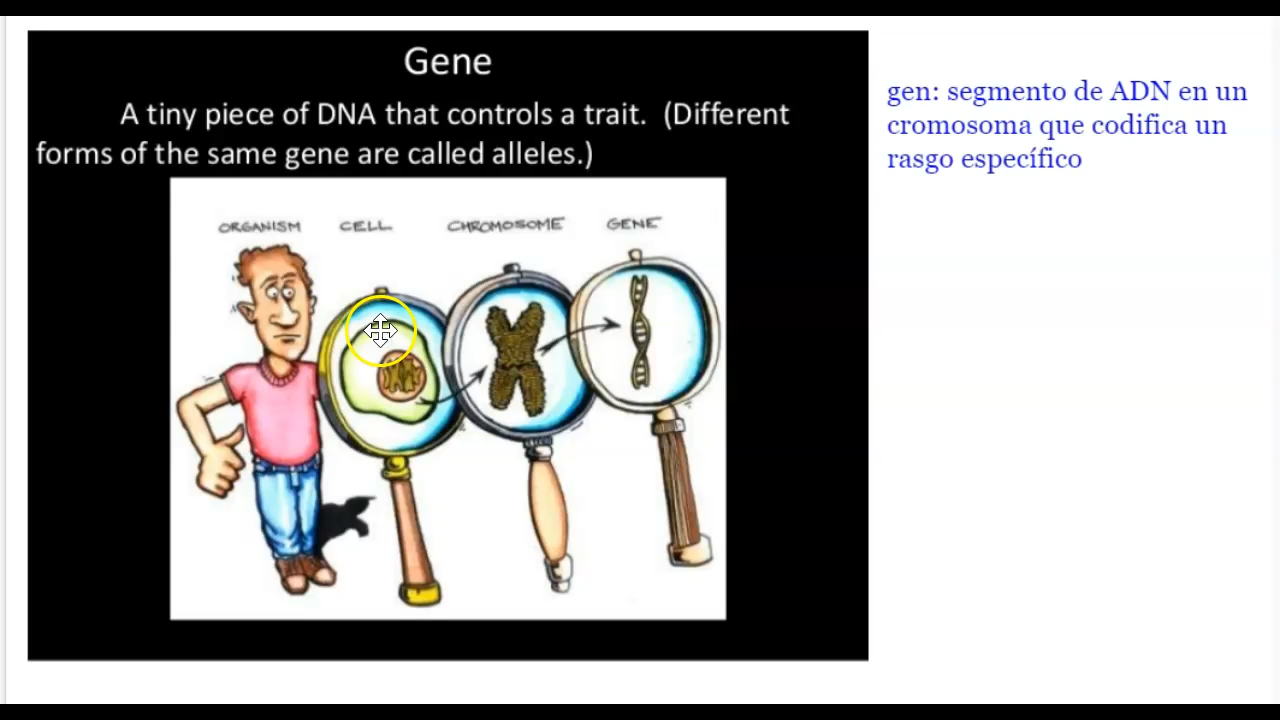 Gene
A tiny piece of DNA that controls a trait. (Different
forms of the same gene are called alleles.)
gen: segmento de ADN en un
cromosoma que codifica un
rasgo específico
ORGANISM CELL CHROMOSOME GENE